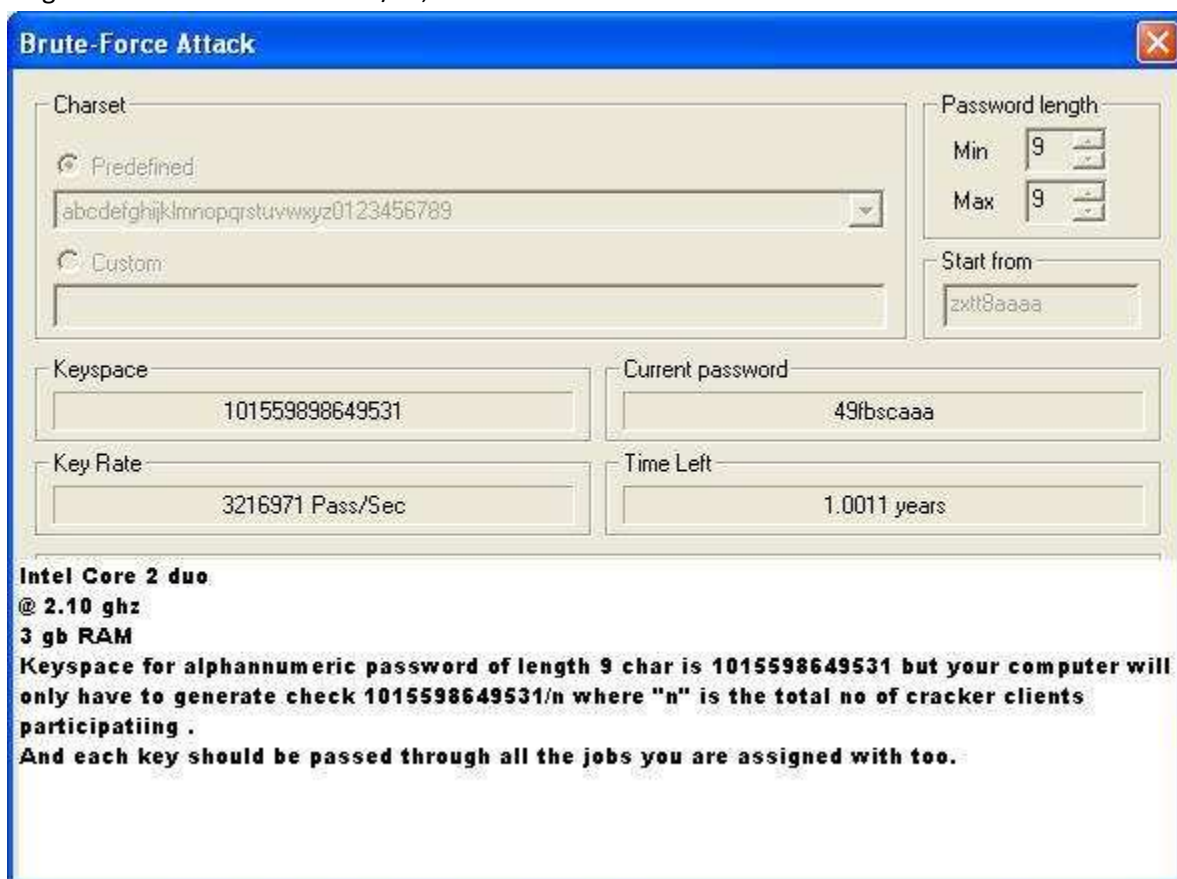 Brute-Force Attack
Charset
Password length
Predefined
Min 9
abcdefghijklmnopqrstuvwxyz0123456789
Max 9
Custom
Start from
zxtt8aaaa
Keyspace
Current password
101559898649531
49fbscaaa
Key Rate
Time Left
3216971 Pass/Sec
1.0011 years
Intel Core 2 duo
@ 2.10 ghz
3 gb RAM
Keyspace for alphannumeric password of length 9 char is 1015598649531 but your computer will
only have to generate check 1015598649531/n where "n" is the total no of cracker clients
participatiing .
And each key should be passed through all the jobs you are assigned with too.